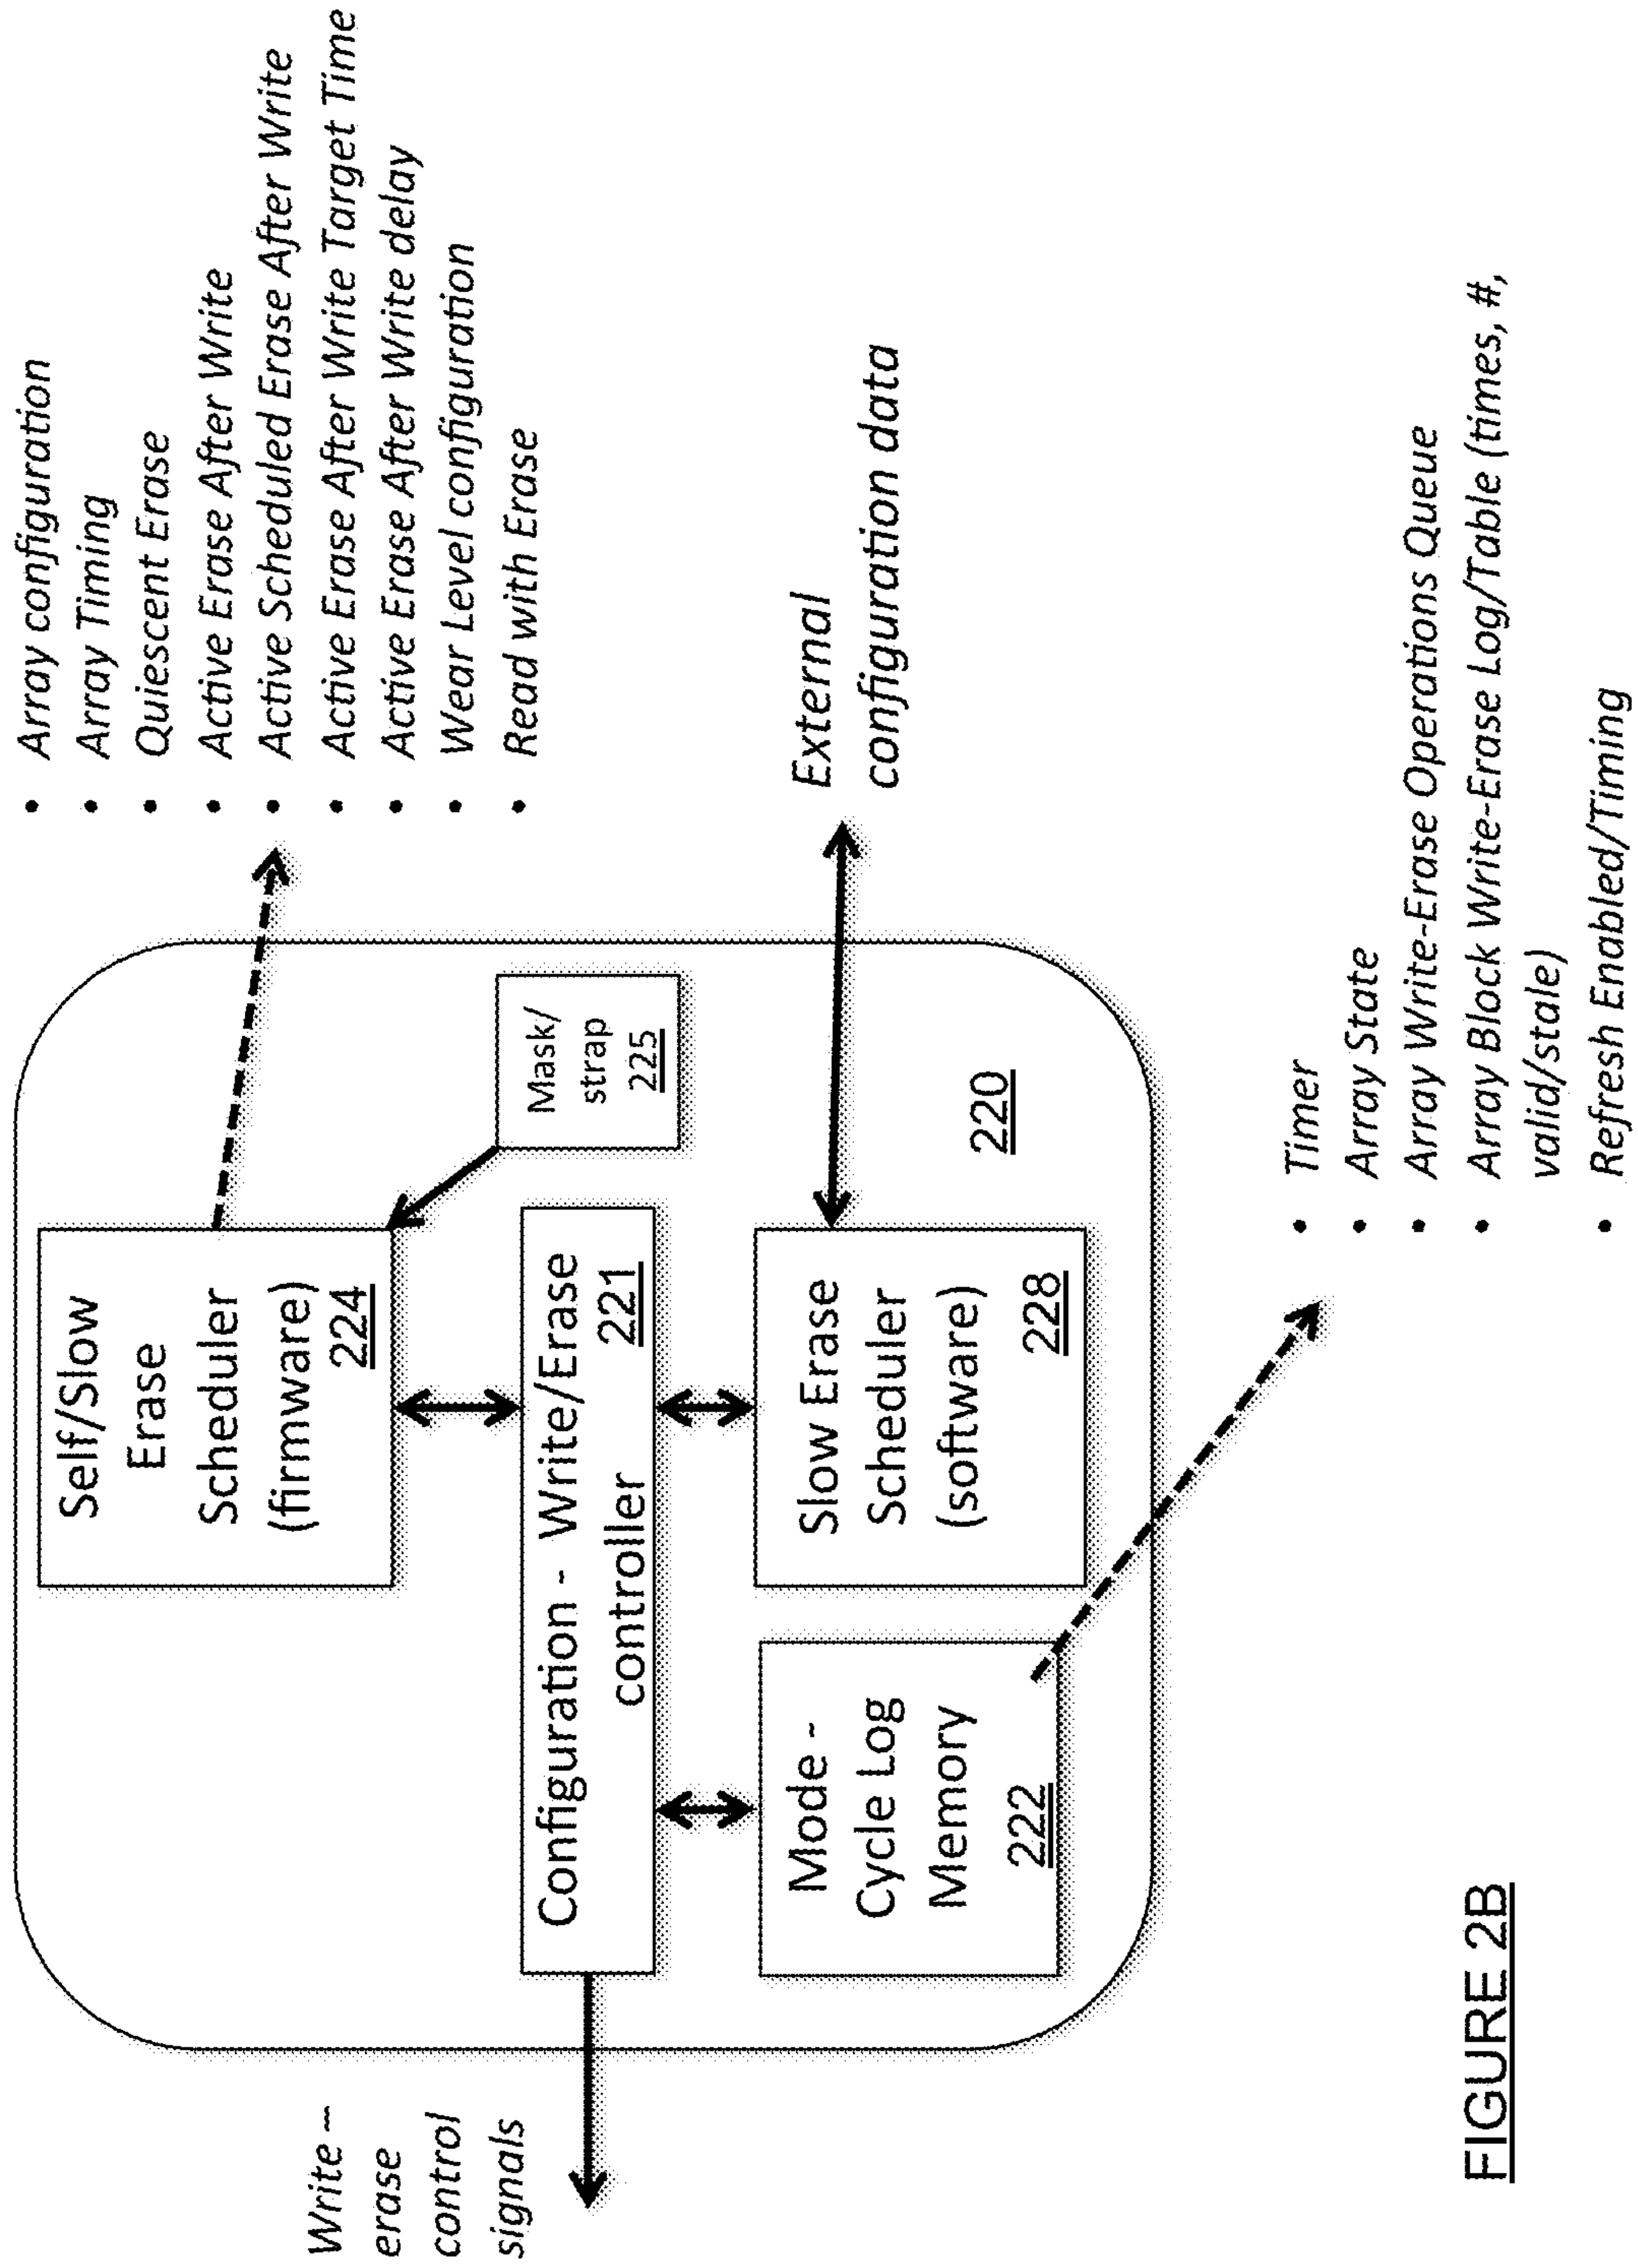 Write –
erase
control
signals
Self/Slow
Erase
Scheduler
(firmware)
224
Mask/
strap
225
Configuration - Write/Erase
controller 221
Mode -
Cycle Log
Memory
222
Slow Erase
Scheduler
(software)
228
220
• Array configuration
• Array Timing
• Quiescent Erase
• Active Erase After Write
• Active Scheduled Erase After Write
• Active Erase After Write Target Time
• Active Erase After Write delay
• Wear Level configuration
• Read with Erase
External
configuration data
• Timer
• Array State
• Array Write-Erase Operations Queue
• Array Block Write-Erase Log/Table (times, #,
valid/stale)
• Refresh Enabled/Timing
FIGURE 2B